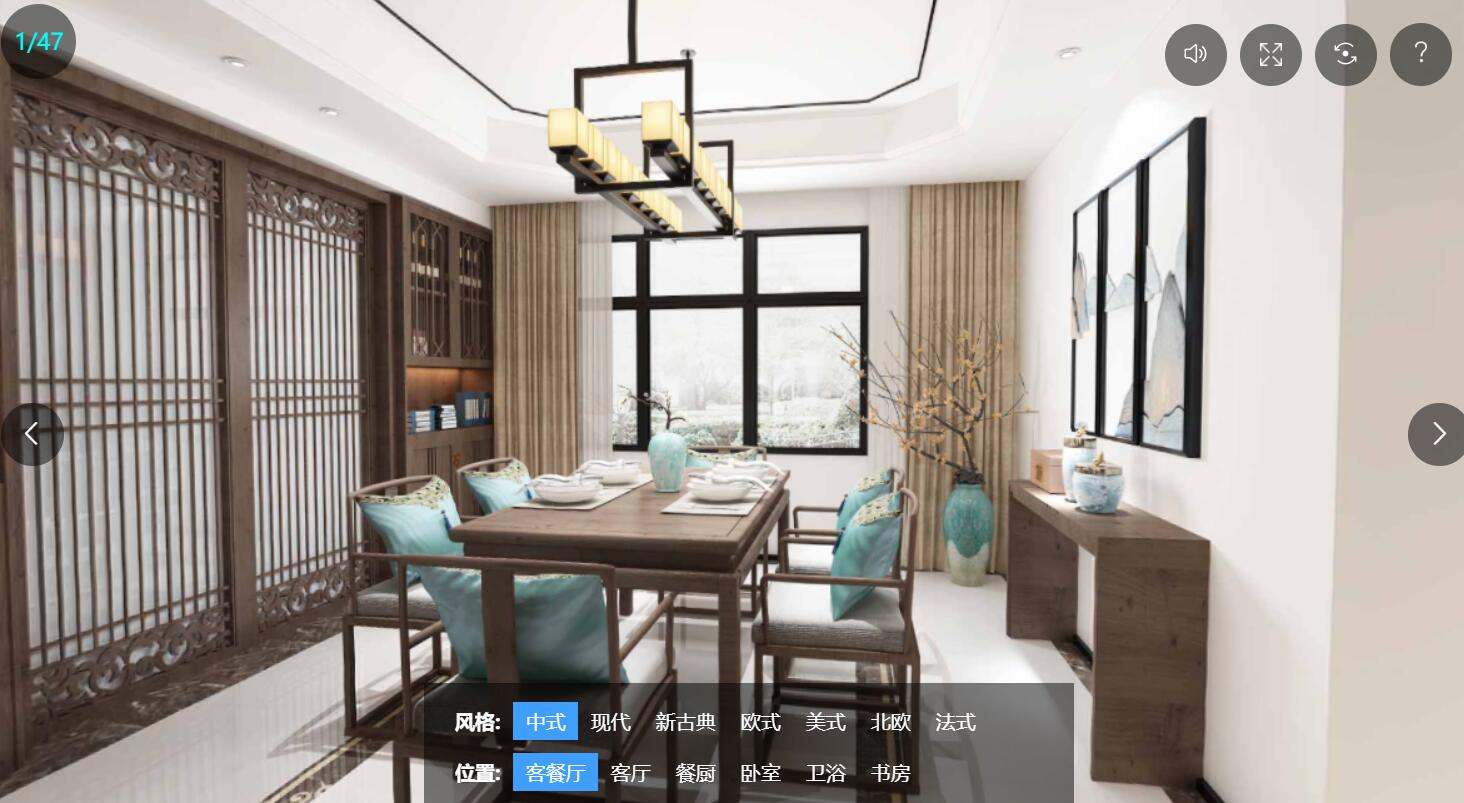 1/47
?
风格: 中式 现代 新古典 欧式 美式 北欧 法式
位置: 客餐厅 客厅 餐厨 卧室 卫浴 书房